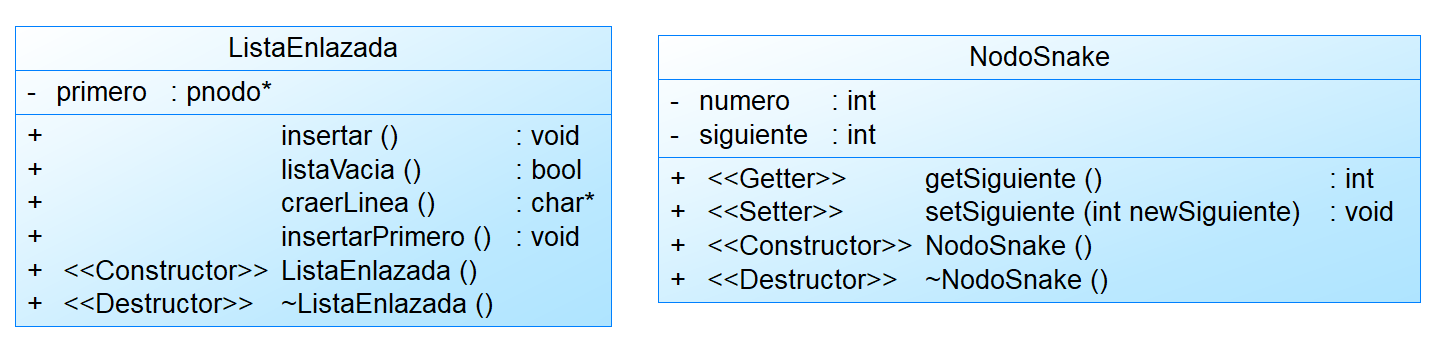 ListaEnlazada
- primero : pnodo*
+ insertar () : void
+ listaVacia () : bool
+ craerLinea () : char*
+ insertarPrimero () : void
+ <<Constructor>> ListaEnlazada ()
+ <<Destructor>> ~ListaEnlazada ()
NodoSnake
- numero : int
- siguiente : int
+ <<Getter>> getSiguiente () : int
+ <<Setter>> setSiguiente (int newSiguiente) : void
+ <<Constructor>> NodoSnake ()
+ <<Destructor>> ~NodoSnake ()